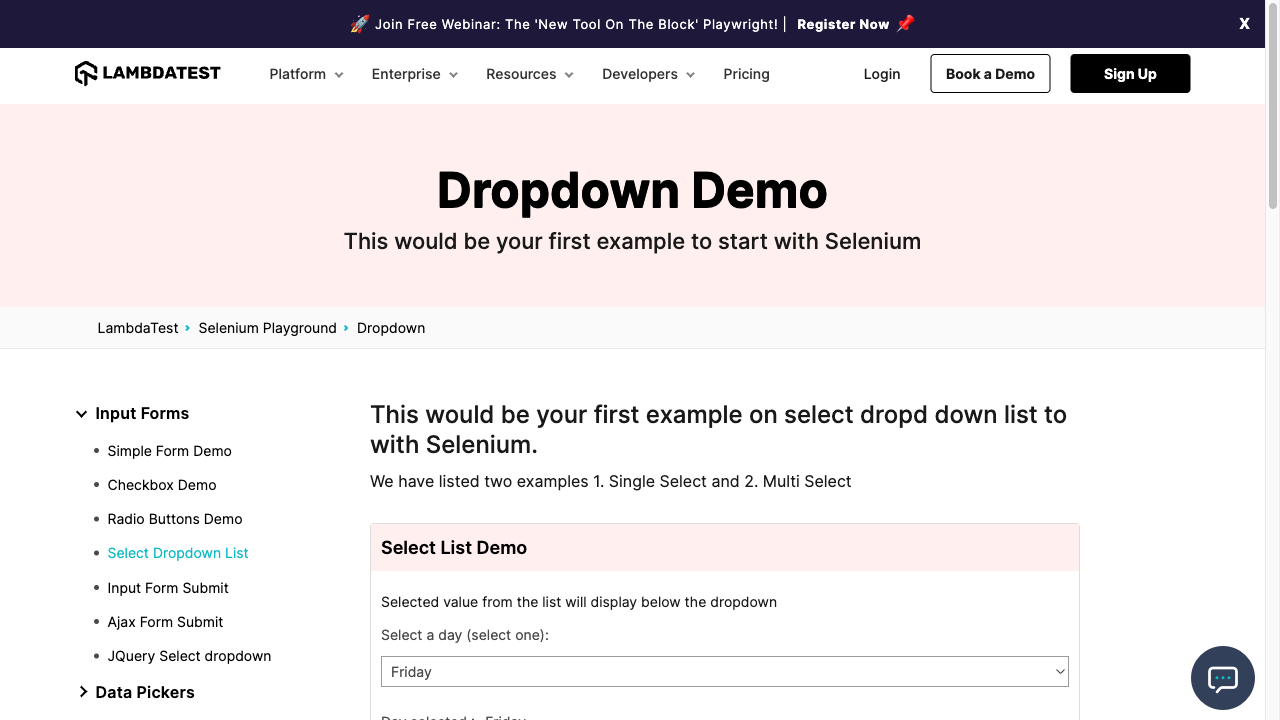 🚀 Join Free Webinar: The 'New Tool On The Block' Playwright! | Register Now 📌 X
LAMBDATEST Platform Enterprise Resources Developers Pricing Login Book a Demo Sign Up
Dropdown Demo
This would be your first example to start with Selenium
LambdaTest Selenium Playground Dropdown
Input Forms
Simple Form Demo
Checkbox Demo
Radio Buttons Demo
Select Dropdown List
Input Form Submit
Ajax Form Submit
JQuery Select dropdown
Data Pickers
This would be your first example on select dropd down list to
with Selenium.
We have listed two examples 1. Single Select and 2. Multi Select
Select List Demo
Selected value from the list will display below the dropdown
Select a day (select one):
Friday
Day selected : Friday